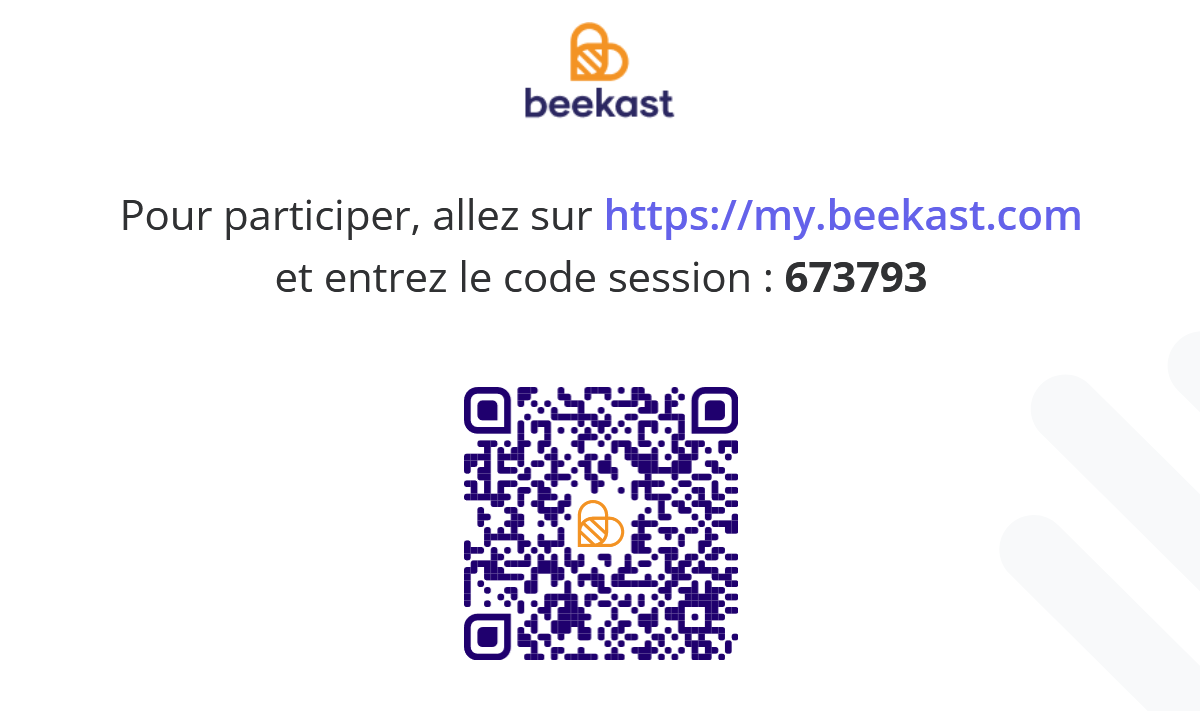 beekast
Pour participer, allez sur https://my.beekast.com
et entrez le code session : 673793